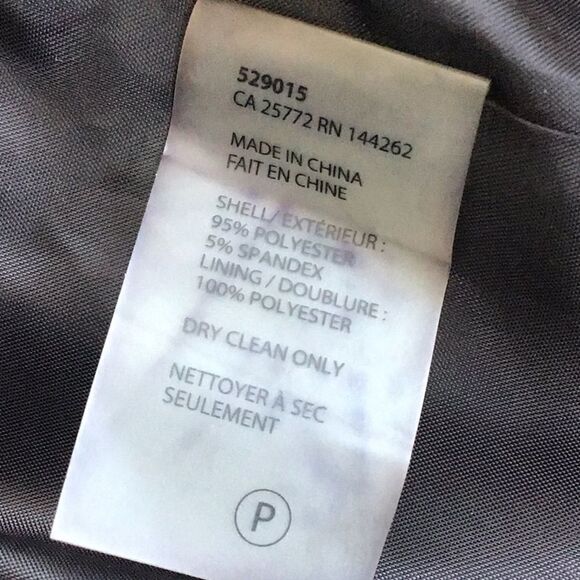 529015
CA 25772 RN 144262
MADE IN CHINA
FAIT EN CHINE
SHELL/EXTÉRIEUR :
95% POLYESTER
5% SPANDEX
LINING / DOUBLURE :
100% POLYESTER
DRY CLEAN ONLY
NETTOYER À SEC
SEULEMENT
P